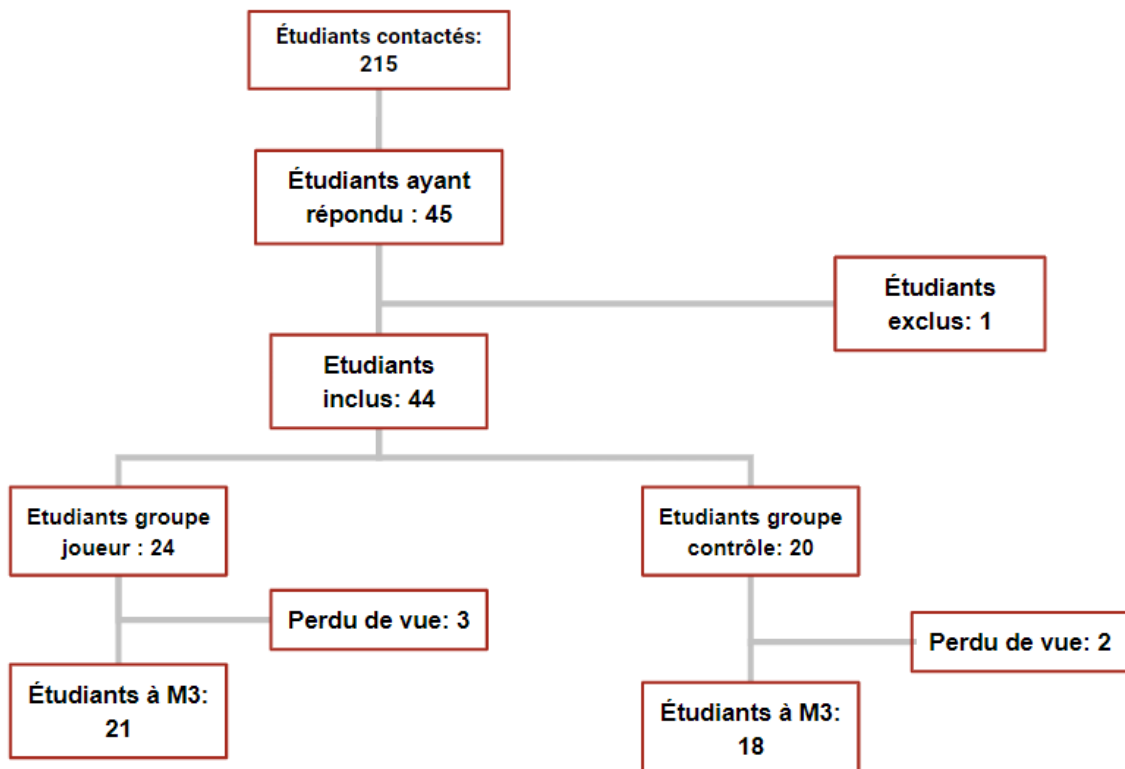 Étudiants contactés:
215
Étudiants ayant
répondu : 45
Étudiants
exclus: 1
Etudiants
inclus: 44
Etudiants groupe
joueur : 24
Etudiants groupe
contrôle: 20
Perdu de vue: 3
Perdu de vue: 2
Étudiants à M3:
21
Étudiants à M3:
18